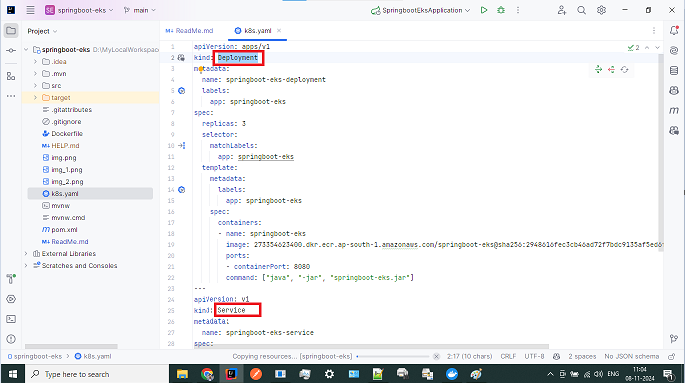 SE springboot-eks main SpringbootEksApplication
Project
ReadMe.md k8s.yaml
springboot-eks D:\MyLocalWorkspace
.idea
.mvn
src
target
.gitattributes
.gitignore
Dockerfile
HELP.md
img.png
img_1.png
img_2.png
k8s.yaml
mvnw
mvnw.cmd
pom.xml
ReadMe.md
External Libraries
Scratches and Consoles
2
1 apiVersion: apps/v1
2 kind: Deployment
3 metadata:
4 name: springboot-eks-deployment
5 labels:
6 app: springboot-eks
7 spec:
8 replicas: 3
9 selector:
10 matchLabels:
11 app: springboot-eks
12 template:
13 metadata:
14 labels:
15 app: springboot-eks
16 spec:
17 containers:
18 - name: springboot-eks
19 image: 273354623400.dkr.ecr.ap-south-1.amazonaws.com/springboot-eks@sha256:2948616fec3cb46ad72f7bdc9135af5ed6
20 ports:
21 - containerPort: 8080
22 command: ["java", "-jar", "springboot-eks.jar"]
23 ---
24 apiVersion: v1
25 kind: Service
26 metadata:
27 name: springboot-eks-service
28 spec:
springboot-eks > k8s.yaml Copying resources... [springboot-eks] 2:17 (10 chars) CRLF UTF-8 2 spaces No JSON schema
Type here to search
ENG
11:04
08-11-2024